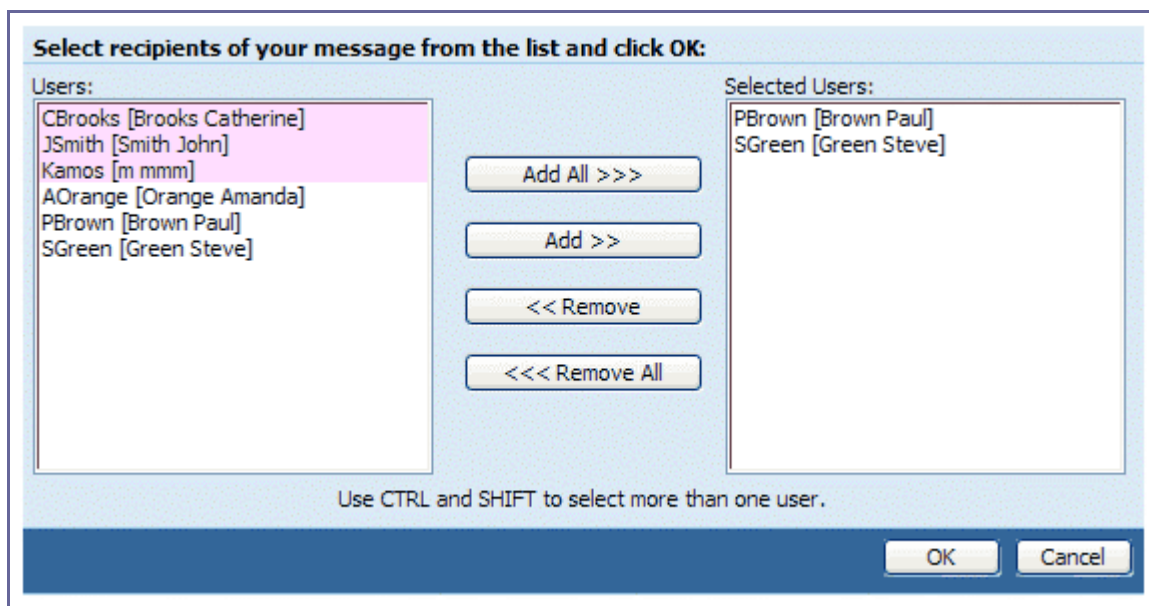 Select recipients of your message from the list and click OK:
Users:
CBrooks [Brooks Catherine]
JSmith [Smith John]
Kamos [m mmm]
AOrange [Orange Amanda]
PBrown [Brown Paul]
SGreen [Green Steve]
Add All >>>
Add >>
<< Remove
<<< Remove All
Selected Users:
PBrown [Brown Paul]
SGreen [Green Steve]
Use CTRL and SHIFT to select more than one user.
OK
Cancel